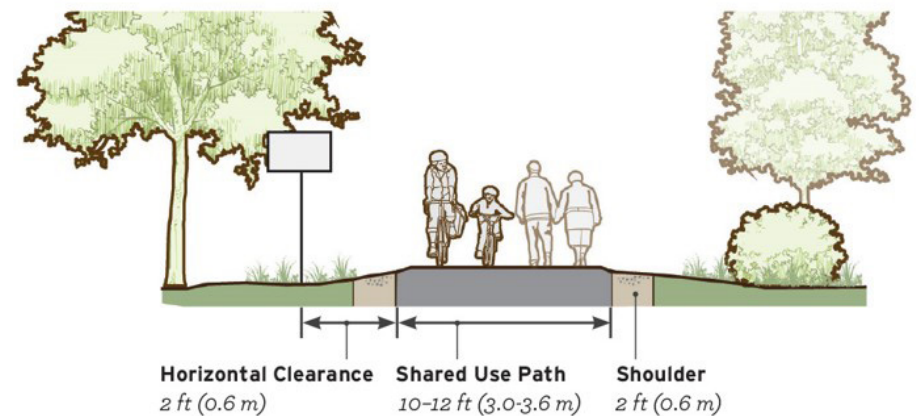 Horizontal Clearance
2 ft (0.6 m)
Shared Use Path
10–12 ft (3.0-3.6 m)
Shoulder
2 ft (0.6 m)